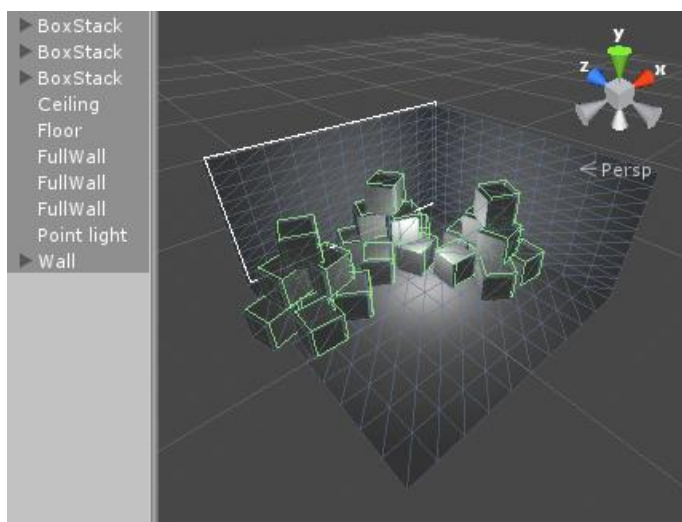 BoxStack
BoxStack
BoxStack
Ceiling
Floor
FullWall
FullWall
FullWall
Point light
Wall
y
z
x
Persp